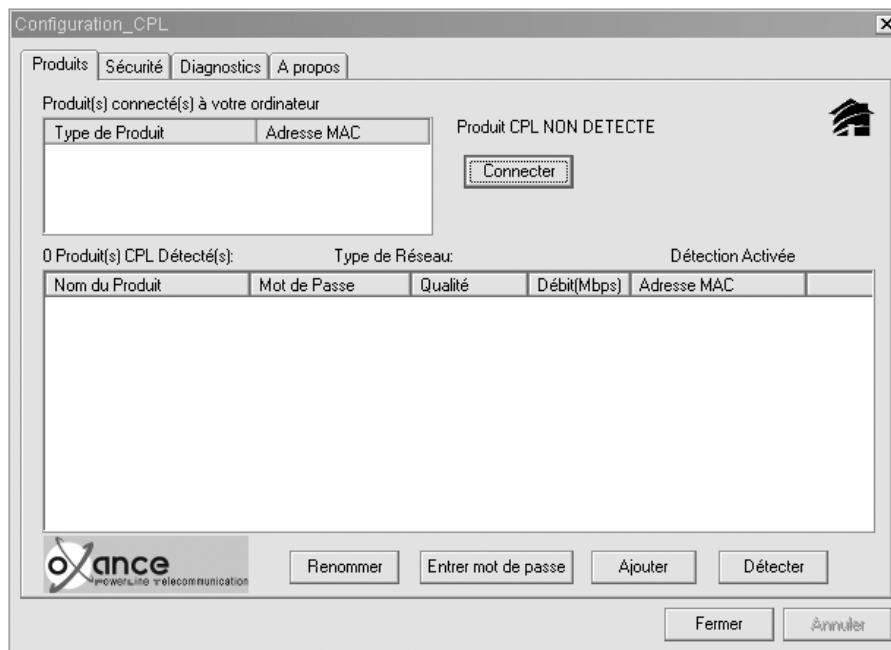 Configuration_CPL
Produits Sécurité Diagnostics A propos
Produit(s) connecté(s) à votre ordinateur
Type de Produit Adresse MAC
Produit CPL NON DETECTE
Connecter
0 Produit(s) CPL Détecté(s): Type de Réseau: Détection Activée
Nom du Produit Mot de Passe Qualité Débit(Mbps) Adresse MAC
oxance
PowerLine Telecommunication
Renommer Entrer mot de passe Ajouter Détecter
Fermer Annuler